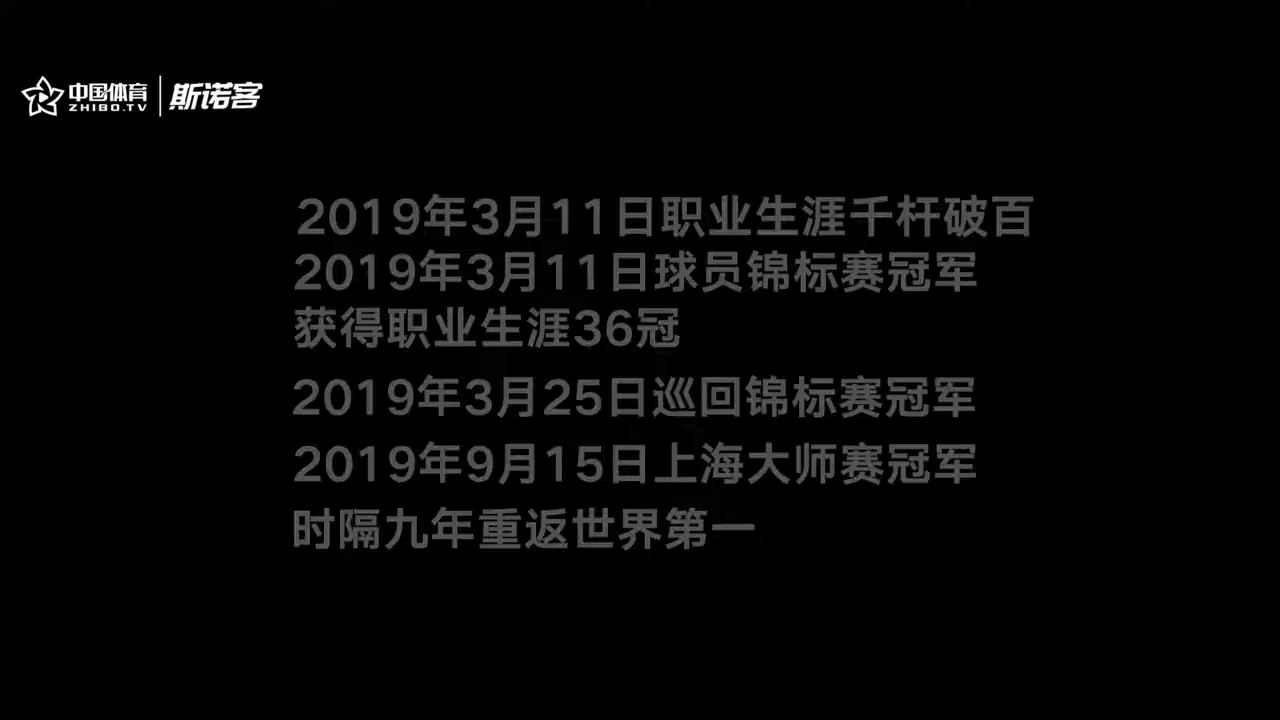 中国体育
ZHIBO.TV
斯诺客
2019年3月11日职业生涯千杆破百
2019年3月11日球员锦标赛冠军
获得职业生涯36冠
2019年3月25日巡回锦标赛冠军
2019年9月15日上海大师赛冠军
时隔九年重返世界第一